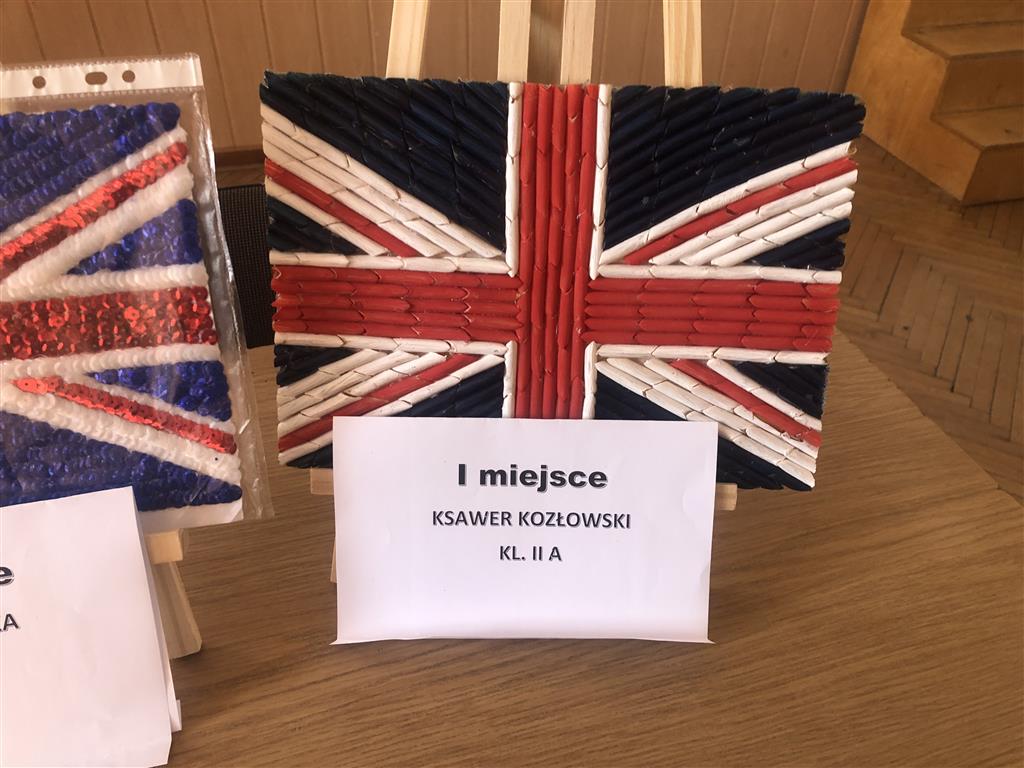 I miejsce
KSAWER KOZŁOWSKI
KL. II A